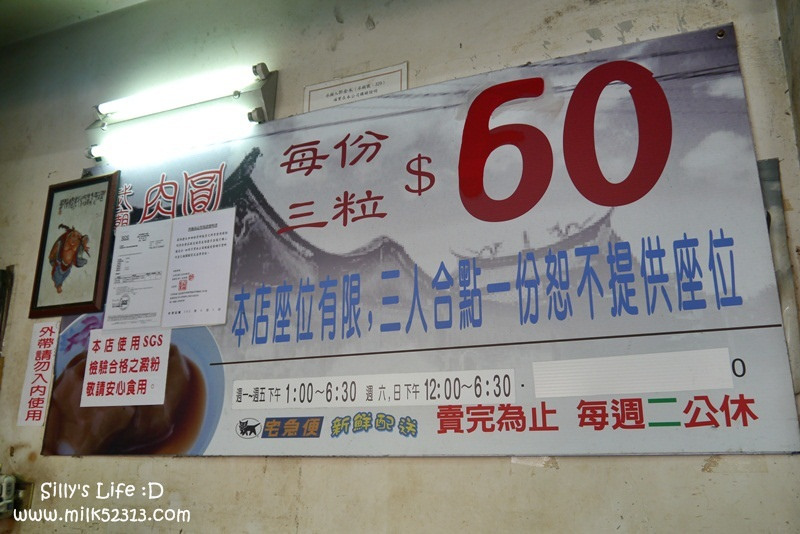 肉圓
每份
三粒
$ 60
本店座位有限,三人合點一份恕不提供座位
本店使用SGS
檢驗合格之澱粉
敬請安心食用。
外帶請勿入內使用
週一~週五 下午 1:00~6:30 週六,日下午 12:00~6:30
0
宅急便 新鮮配送 賣完為止 每週二公休
Silly's Life :D
www.milk52313.com